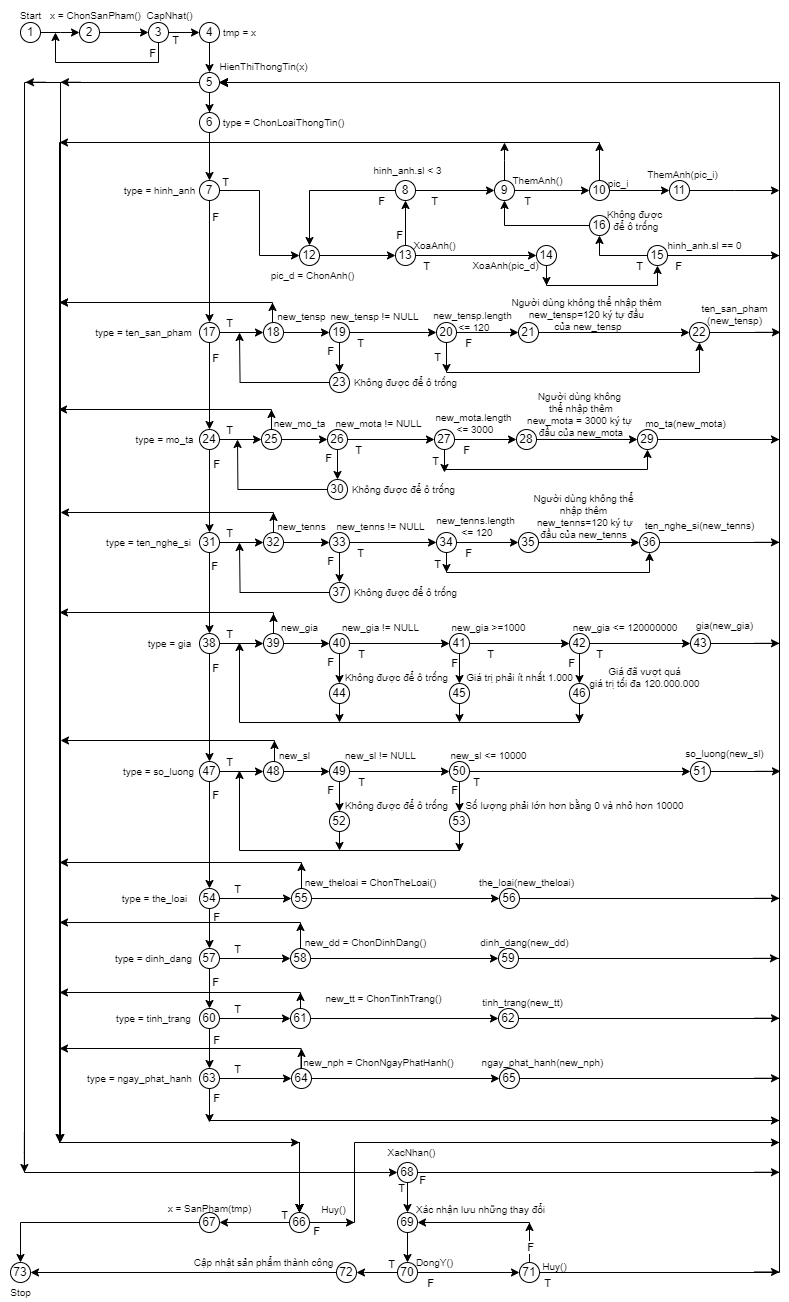 Start
x = ChonSanPham()
CapNhat()
1
2
3
T
4
tmp = x
F
HienThiThongTin(x)
5
6
type = ChonLoaiThongTin()
hinh_anh.sl < 3
type = hinh_anh
7
T
F
8
F
T
9
ThemAnh()
T
10
pic_i
ThemAnh(pic_i)
11
16
Không được
để ô trống
12
pic_d = ChonAnh()
F
13
XoaAnh()
T
14
XoaAnh(pic_d)
15
hinh_anh.sl == 0
T
F
type = ten_san_pham
17
T
F
18
new_tensp
19
new_tensp != NULL
T
F
20
new_tensp.length
<= 120
F
T
21
Người dùng không thể nhập thêm
new_tensp=120 ký tự đầu
của new_tensp
22
ten_san_pham
(new_tensp)
23
Không được để ô trống
type = mo_ta
24
T
F
25
new_mo_ta
26
new_mota != NULL
T
F
27
new_mota.length
<= 3000
F
T
28
Người dùng không
thể nhập thêm
new_mota = 3000 ký tự
đầu của new_mota
29
mo_ta(new_mota)
30
Không được để ô trống
type = ten_nghe_si
31
T
F
32
new_tenns
33
new_tenns != NULL
T
F
34
new_tenns.length
<= 120
F
T
35
Người dùng không thể
nhập thêm
new_tenns=120 ký tự
đầu của new_tenns
36
ten_nghe_si(new_tenns)
37
Không được để ô trống
type = gia
38
T
F
39
new_gia
40
new_gia != NULL
T
F
41
new_gia >=1000
T
F
42
new_gia <= 120000000
T
F
43
gia(new_gia)
44
Không được để ô trống
45
Giá trị phải ít nhất 1.000
46
Giá đã vượt quá
giá trị tối đa 120.000.000
type = so_luong
47
T
F
48
new_sl
49
new_sl != NULL
T
F
50
new_sl <= 10000
T
F
51
so_luong(new_sl)
Không được để ô trống
52
Số lượng phải lớn hơn bằng 0 và nhỏ hơn 10000
53
type = the_loai
54
T
F
55
new_theloai = ChonTheLoai()
56
the_loai(new_theloai)
type = dinh_dang
57
T
F
58
new_dd = ChonDinhDang()
59
dinh_dang(new_dd)
type = tinh_trang
60
T
F
61
new_tt = ChonTinhTrang()
62
tinh_trang(new_tt)
type = ngay_phat_hanh
63
T
F
64
new_nph = ChonNgayPhatHanh()
65
ngay_phat_hanh(new_nph)
XacNhan()
68
F
T
x = SanPham(tmp)
67
T
66
Huy()
F
69
Xác nhận lưu những thay đổi
F
73
Stop
Cập nhật sản phẩm thành công
72
T
70
DongY()
F
71
Huy()
T